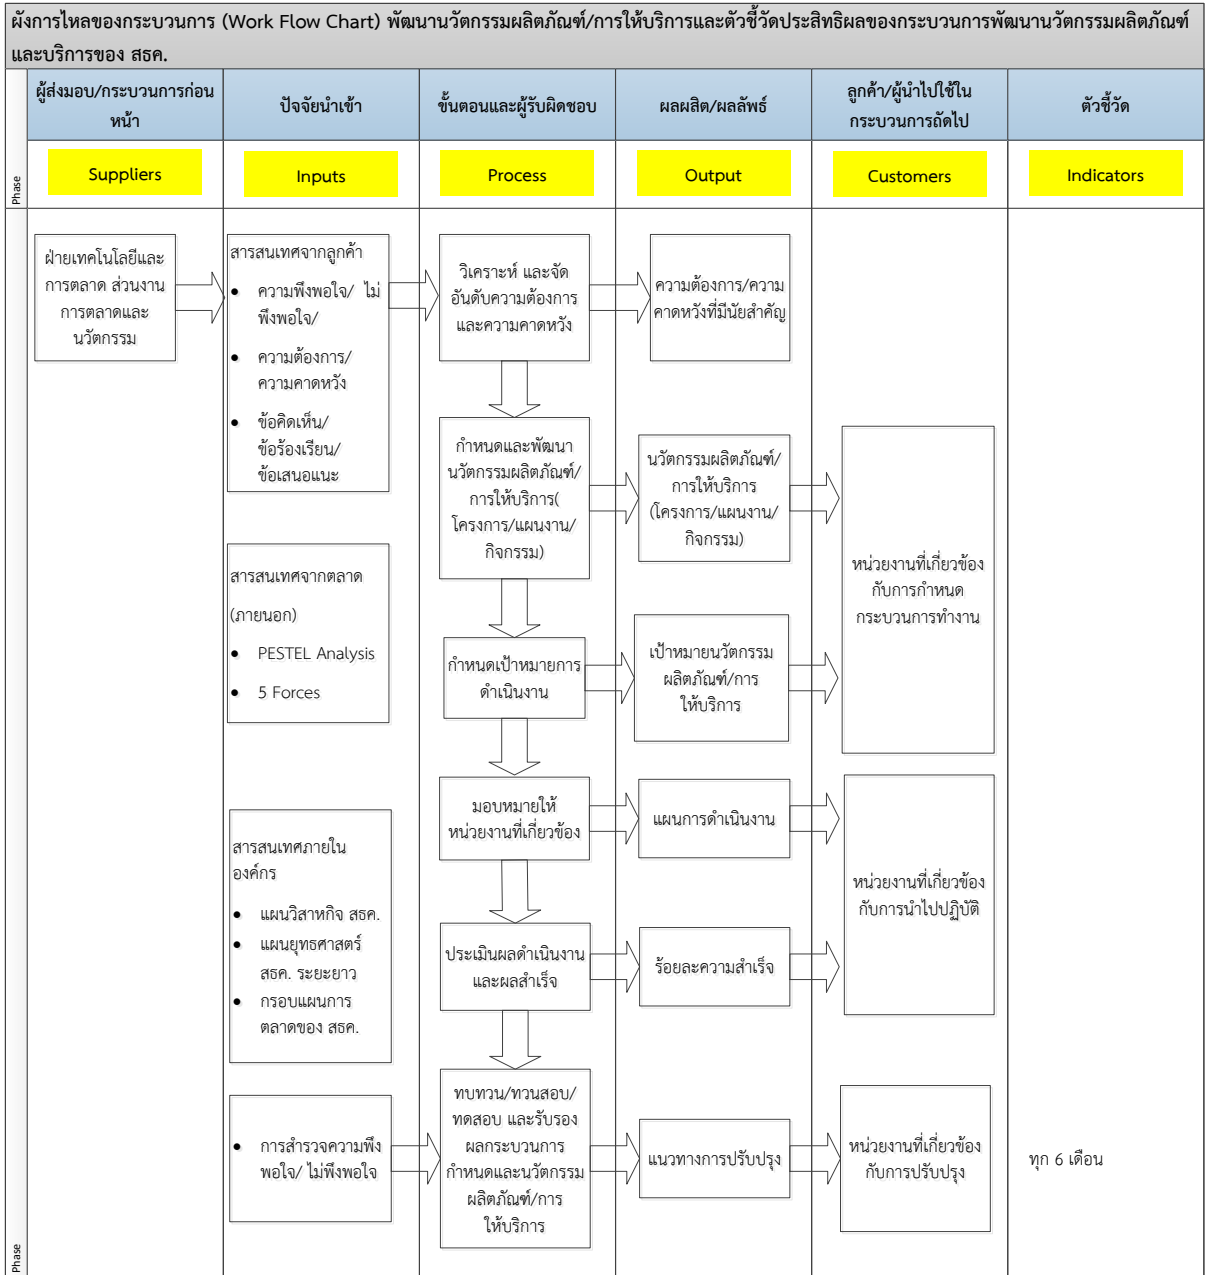 ผังการไหลของกระบวนการ (Work Flow Chart) พัฒนานวัตกรรมผลิตภัณฑ์/การให้บริการและตัวชี้วัดประสิทธิผลของกระบวนการพัฒนานวัตกรรมผลิตภัณฑ์
และบริการของ สธค.
Phase
ผู้ส่งมอบ/กระบวนการก่อน
หน้า
ปัจจัยนำเข้า
ขั้นตอนและผู้รับผิดชอบ
ผลผลิต/ผลลัพธ์
ลูกค้า/ผู้นำไปใช้ใน
กระบวนการถัดไป
ตัวชี้วัด
Suppliers
Inputs
Process
Output
Customers
Indicators
ฝ่ายเทคโนโลยีและ
การตลาด ส่วนงาน
การตลาดและ
นวัตกรรม
สารสนเทศจากลูกค้า
● ความพึงพอใจ/ ไม่
พึงพอใจ/
● ความต้องการ/
ความคาดหวัง
● ข้อคิดเห็น/
ข้อร้องเรียน/
ข้อเสนอแนะ
วิเคราะห์ และจัด
อันดับความต้องการ
และความคาดหวัง
ความต้องการ/ความ
คาดหวังที่มีนัยสำคัญ
กำหนดและพัฒนา
นวัตกรรมผลิตภัณฑ์/
การให้บริการ(
โครงการ/แผนงาน/
กิจกรรม)
นวัตกรรมผลิตภัณฑ์/
การให้บริการ
(โครงการ/แผนงาน/
กิจกรรม)
หน่วยงานที่เกี่ยวข้อง
กับการกำหนด
กระบวนการทำงาน
สารสนเทศจากตลาด
(ภายนอก)
● PESTEL Analysis
● 5 Forces
กำหนดเป้าหมายการ
ดำเนินงาน
เป้าหมายนวัตกรรม
ผลิตภัณฑ์/การ
ให้บริการ
มอบหมายให้
หน่วยงานที่เกี่ยวข้อง
แผนการดำเนินงาน
หน่วยงานที่เกี่ยวข้อง
กับการนำไปปฏิบัติ
สารสนเทศภายใน
องค์กร
● แผนวิสาหกิจ สธค.
● แผนยุทธศาสตร์
สธค. ระยะยาว
● กรอบแผนการ
ตลาดของ สธค.
ประเมินผลดำเนินงาน
และผลสำเร็จ
ร้อยละความสำเร็จ
● การสำรวจความพึง
พอใจ/ ไม่พึงพอใจ
ทบทวน/ทวนสอบ/
ทดสอบ และรับรอง
ผลกระบวนการ
กำหนดและนวัตกรรม
ผลิตภัณฑ์/การ
ให้บริการ
แนวทางการปรับปรุง
หน่วยงานที่เกี่ยวข้อง
กับการปรับปรุง
ทุก 6 เดือน
Phase